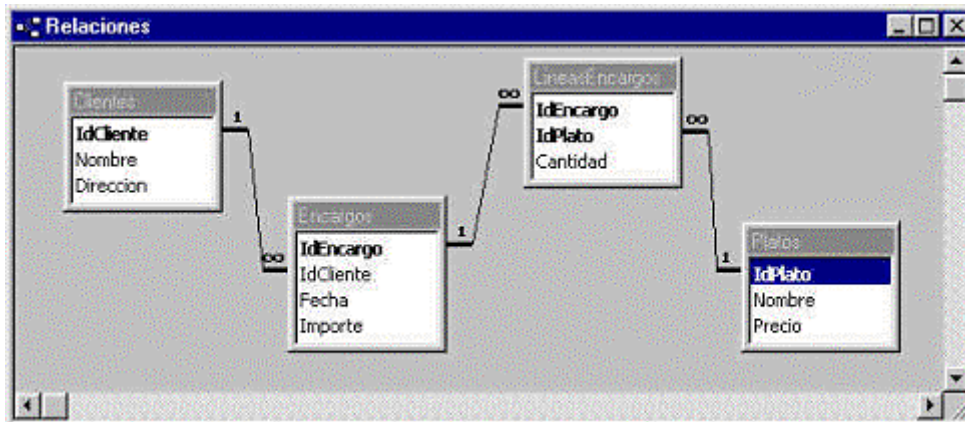 Relaciones
Clientes
IdCliente
Nombre
Direccion
1
∞
Encargos
IdEncargo
IdCliente
Fecha
Importe
1
∞
LineasEncargos
IdEncargo
IdPlato
Cantidad
∞
1
Platos
IdPlato
Nombre
Precio